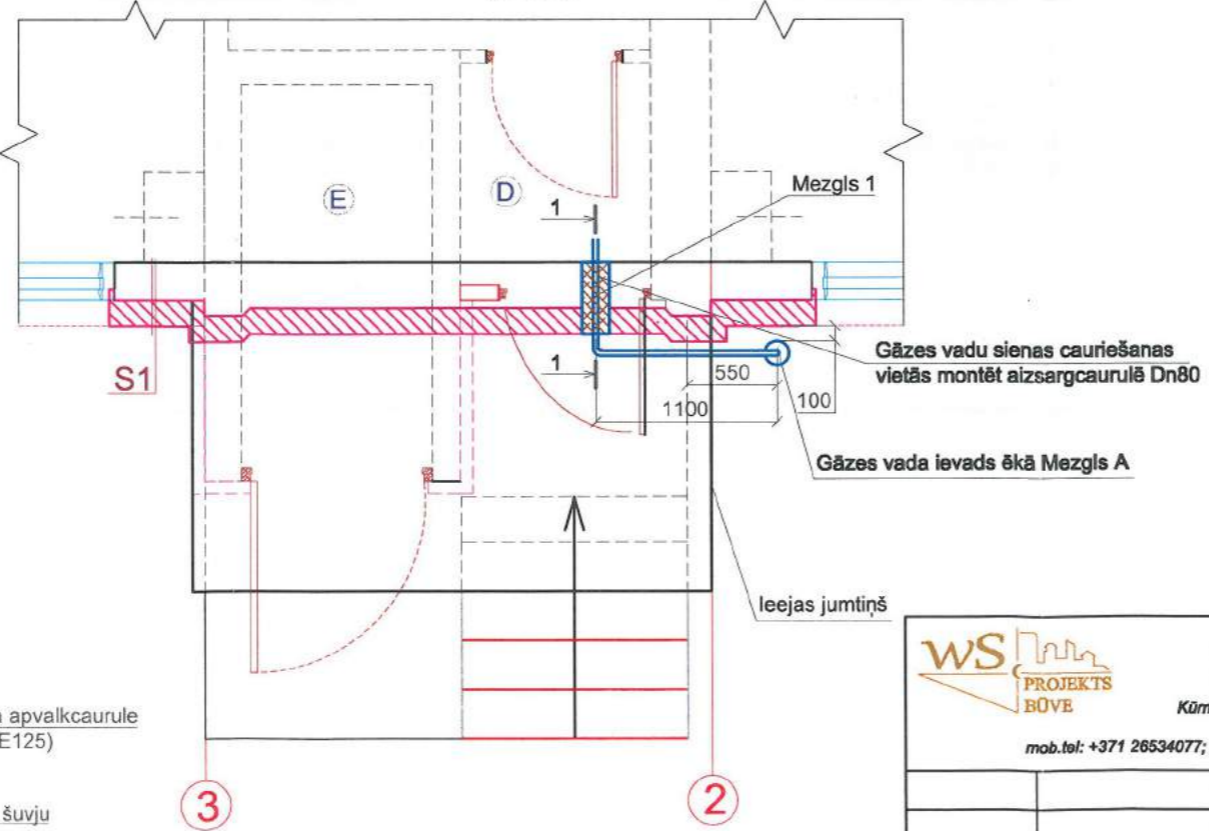 Mezgls 1
E
D
1
S1
1
550
1100
100
Gāzes vadu sienas cauriešanas
vietās montēt aizsargcaurulē Dn80
Gāzes vada ievads ēkā Mezgls A
Ieejas jumtiņš
apvalkcaurule
E125)
šuvju
3
2
WS
PROJEKTS
BŪVE
Kūrn
mob.tel: +371 26534077;